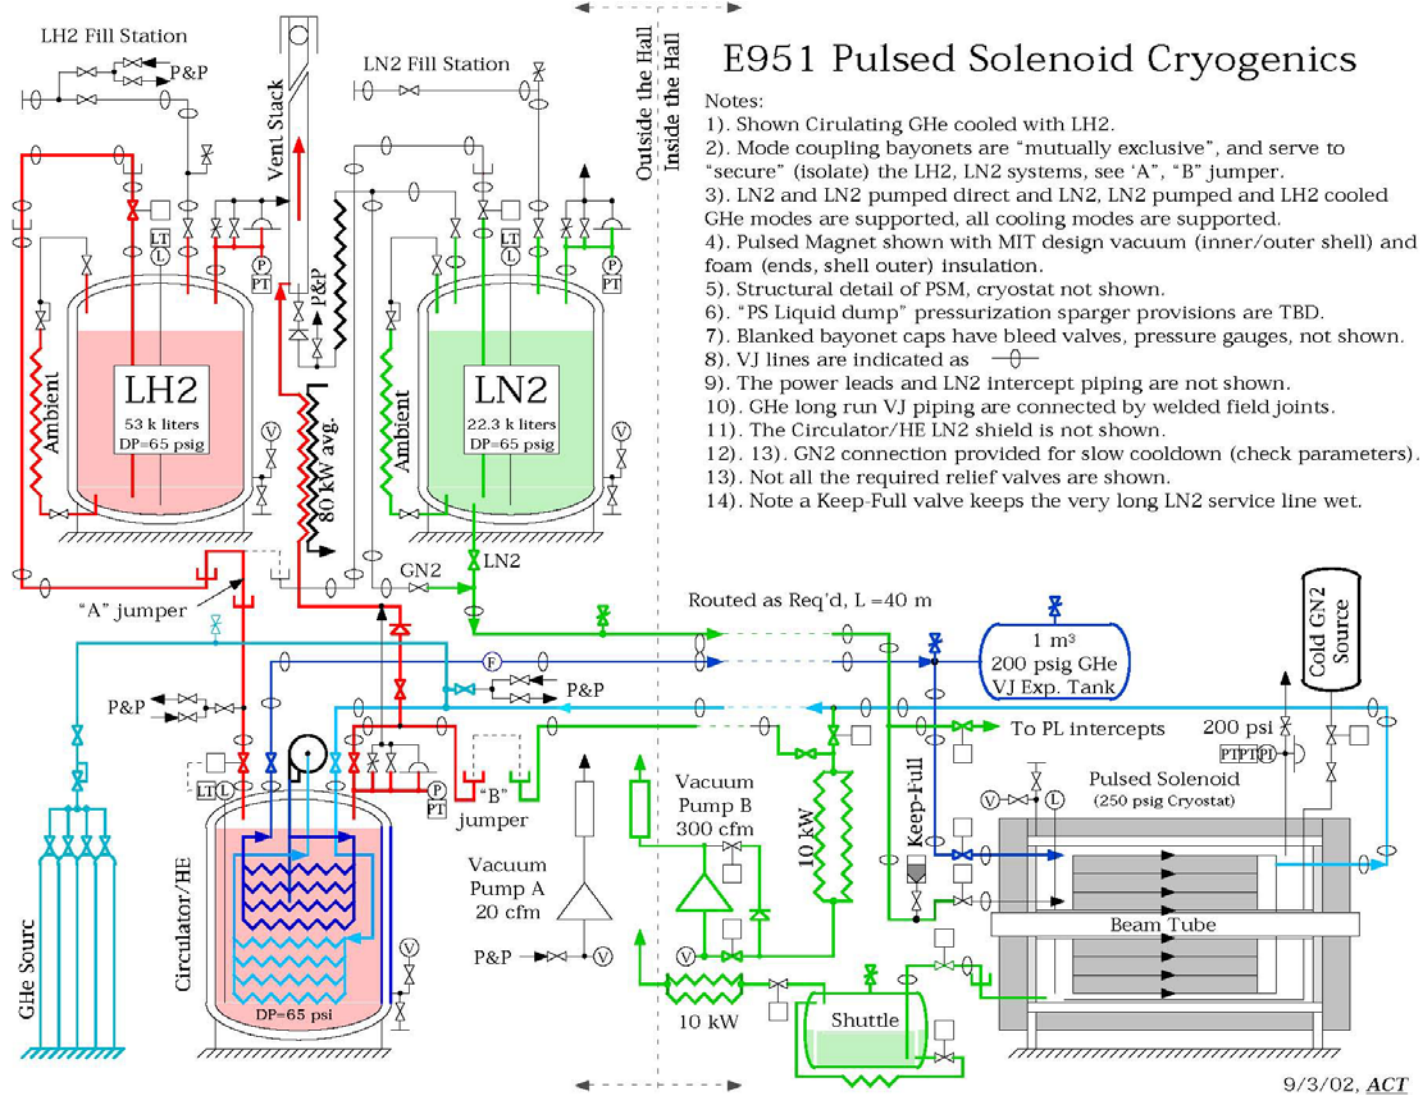 E951 Pulsed Solenoid Cryogenics
Notes:
1). Shown Cirulating GHe cooled with LH2.
2). Mode coupling bayonets are “mutually exclusive”, and serve to
“secure” (isolate) the LH2, LN2 systems, see ‘A”, “B” jumper.
3). LN2 and LN2 pumped direct and LN2, LN2 pumped and LH2 cooled
GHe modes are supported, all cooling modes are supported.
4). Pulsed Magnet shown with MIT design vacuum (inner/outer shell) and
foam (ends, shell outer) insulation.
5). Structural detail of PSM, cryostat not shown.
6). “PS Liquid dump” pressurization sparger provisions are TBD.
7). Blanked bayonet caps have bleed valves, pressure gauges, not shown.
8). VJ lines are indicated as
9). The power leads and LN2 intercept piping are not shown.
10). GHe long run VJ piping are connected by welded field joints.
11). The Circulator/HE LN2 shield is not shown.
12). 13). GN2 connection provided for slow cooldown (check parameters).
13). Not all the required relief valves are shown.
14). Note a Keep-Full valve keeps the very long LN2 service line wet.
LH2 Fill Station
P&P
Vent Stack
LN2 Fill Station
Outside the Hall
Inside the Hall
LT
L
P
PT
P&P
LT
L
P
PT
LH2
53 k liters
DP=65 psig
Ambient
V
80 kW avg.
LN2
22.3 k liters
DP=65 psig
Ambient
V
GN2
LN2
“A” jumper
Routed as Req’d, L =40 m
F
P&P
P&P
1 m³
200 psig GHe
VJ Exp. Tank
Cold GN2
Source
To PL intercepts
200 psi
PT
PT
PI
LT
L
P
PT
“B”
jumper
Vacuum
Pump A
20 cfm
P&P
V
Vacuum
Pump B
300 cfm
V
10 kW
Keep-Full
Pulsed Solenoid
(250 psig Cryostat)
V
L
Beam Tube
GHe Sourc
Circulator/HE
DP=65 psi
V
10 kW
Shuttle
9/3/02, ACT